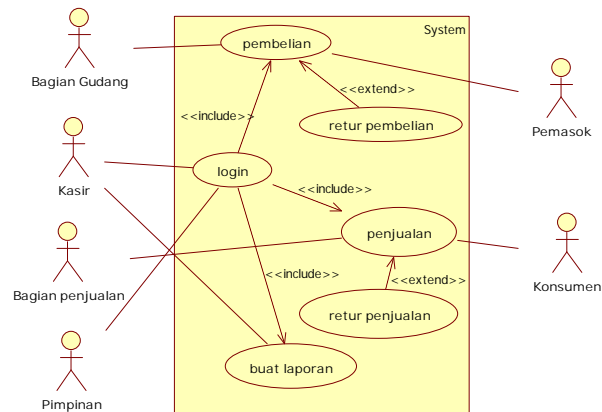 System
pembelian
Bagian Gudang
<<extend>>
<<include>>
retur pembelian
Pemasok
login
<<include>>
Kasir
penjualan
<<include>>
<<extend>>
Konsumen
Bagian penjualan
retur penjualan
buat laporan
Pimpinan